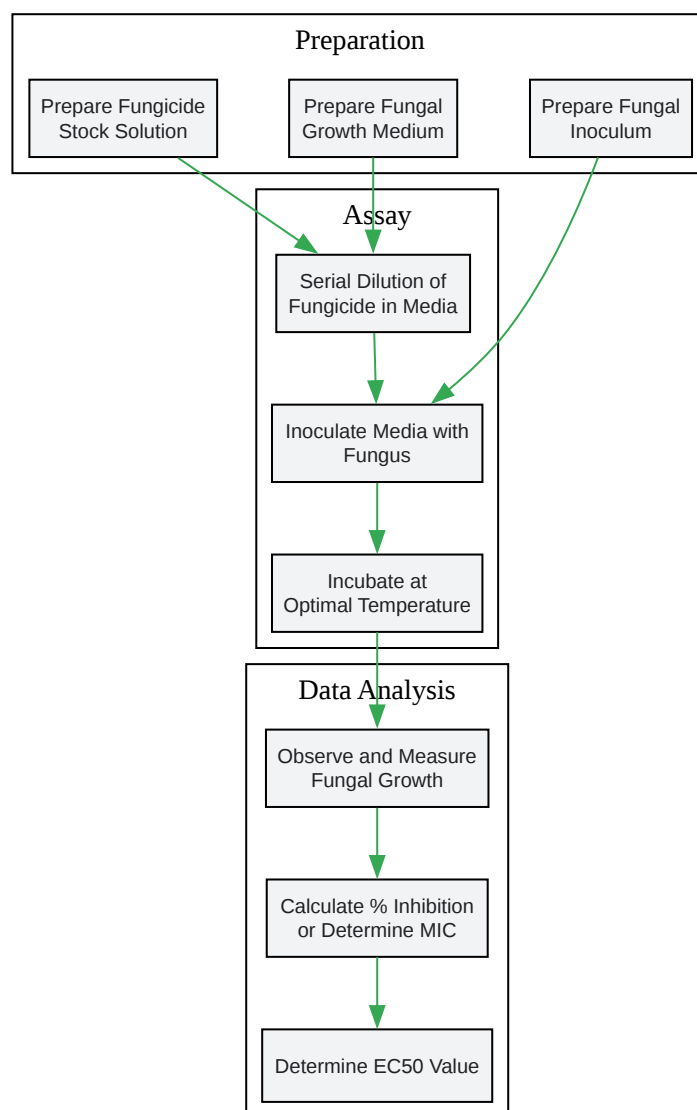 Preparation
Prepare Fungicide
Stock Solution
Prepare Fungal
Growth Medium
Prepare Fungal
Inoculum
Assay
Serial Dilution of
Fungicide in Media
Inoculate Media with
Fungus
Incubate at
Optimal Temperature
Data Analysis
Observe and Measure
Fungal Growth
Calculate % Inhibition
or Determine MIC
Determine EC50 Value